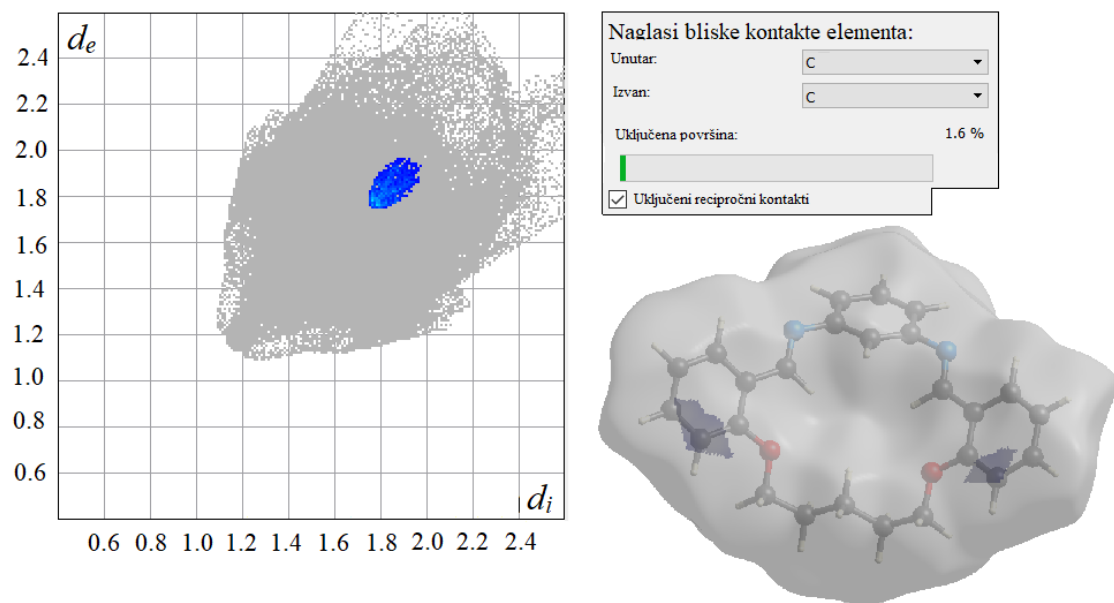 d_e
2.4
2.2
2.0
1.8
1.6
1.4
1.2
1.0
0.8
0.6
d_i
0.6 0.8 1.0 1.2 1.4 1.6 1.8 2.0 2.2 2.4
Naglasi bliske kontakte elementa:
Unutar: C
Izvan: C
Uključena površina: 1.6 %
Uključeni recipročni kontakti